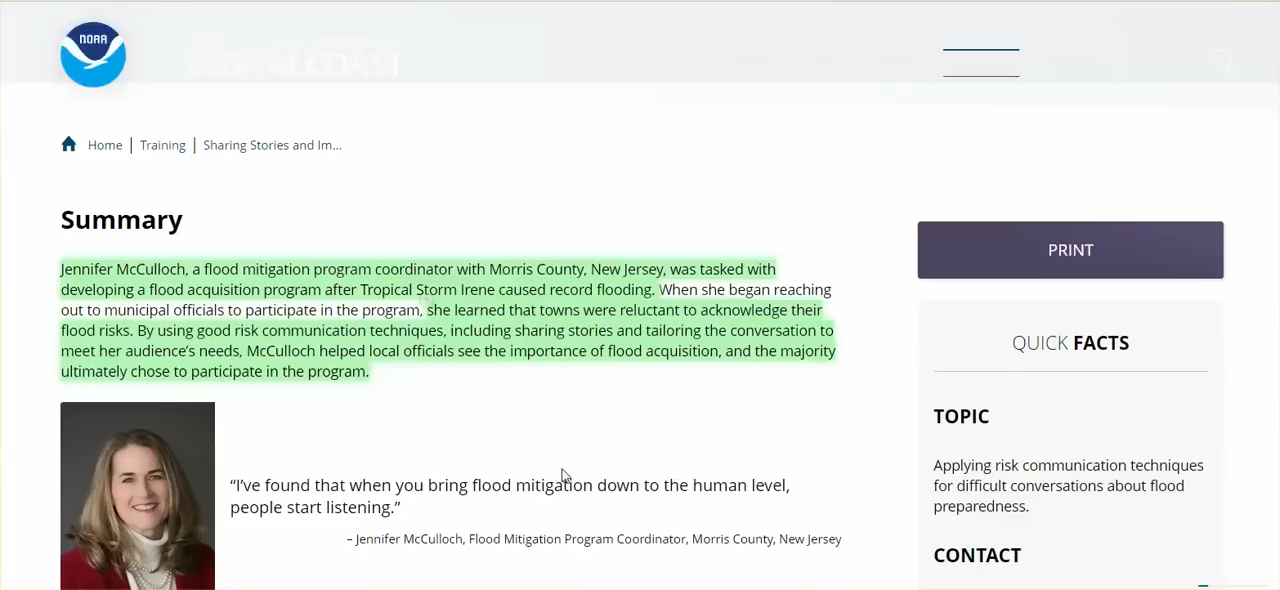 NOAA
DIGITAL COAST
Home | Training | Sharing Stories and Im...
Summary
Jennifer McCulloch, a flood mitigation program coordinator with Morris County, New Jersey, was tasked with
developing a flood acquisition program after Tropical Storm Irene caused record flooding. When she began reaching
out to municipal officials to participate in the program, she learned that towns were reluctant to acknowledge their
flood risks. By using good risk communication techniques, including sharing stories and tailoring the conversation to
meet her audience’s needs, McCulloch helped local officials see the importance of flood acquisition, and the majority
ultimately chose to participate in the program.
“I’ve found that when you bring flood mitigation down to the human level,
people start listening.”
– Jennifer McCulloch, Flood Mitigation Program Coordinator, Morris County, New Jersey
PRINT
QUICK FACTS
TOPIC
Applying risk communication techniques
for difficult conversations about flood
preparedness.
CONTACT